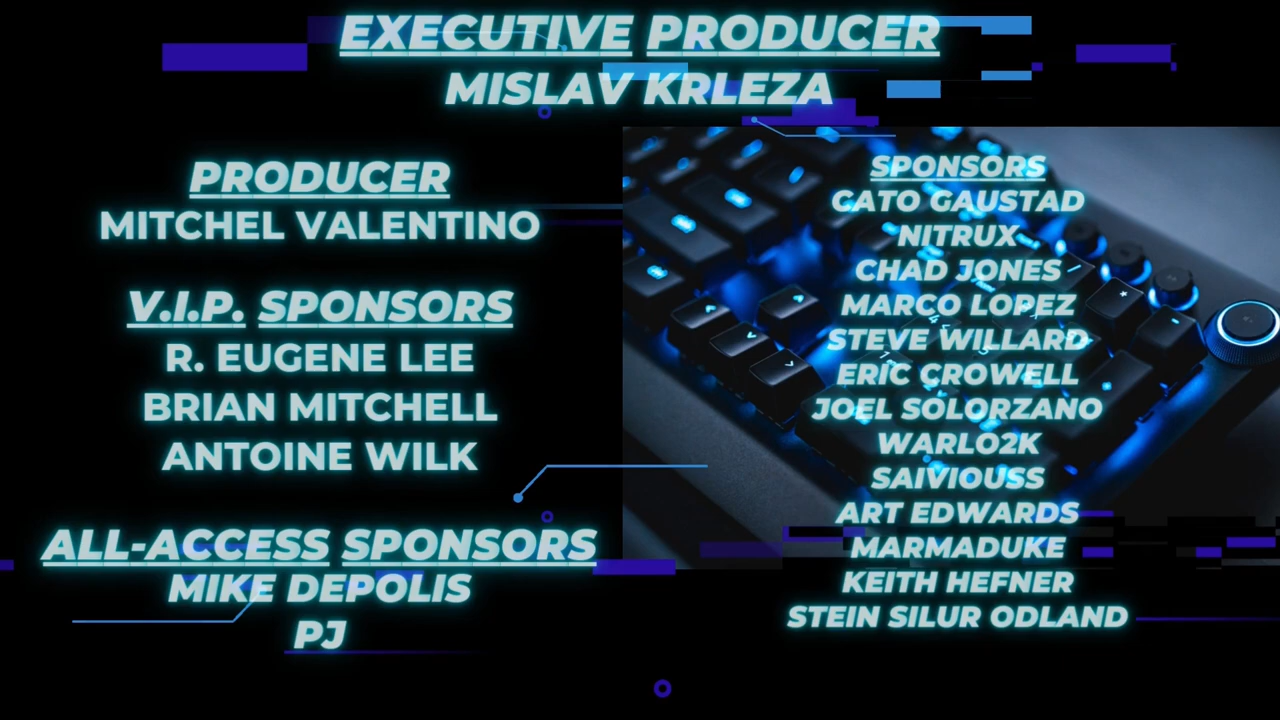 EXECUTIVE PRODUCER
MISLAV KRLEZA
PRODUCER
MITCHEL VALENTINO
V.I.P. SPONSORS
R. EUGENE LEE
BRIAN MITCHELL
ANTOINE WILK
ALL-ACCESS SPONSORS
MIKE DEPOLIS
PJ
SPONSORS
CATO GAUSTAD
NITRUX
CHAD JONES
MARCO LOPEZ
STEVE WILLARD
ERIC CROWELL
JOEL SOLORZANO
WARLO2K
SAIVIOUSS
ART EDWARDS
MARMADUKE
KEITH HEFNER
STEIN SILUR ODLAND